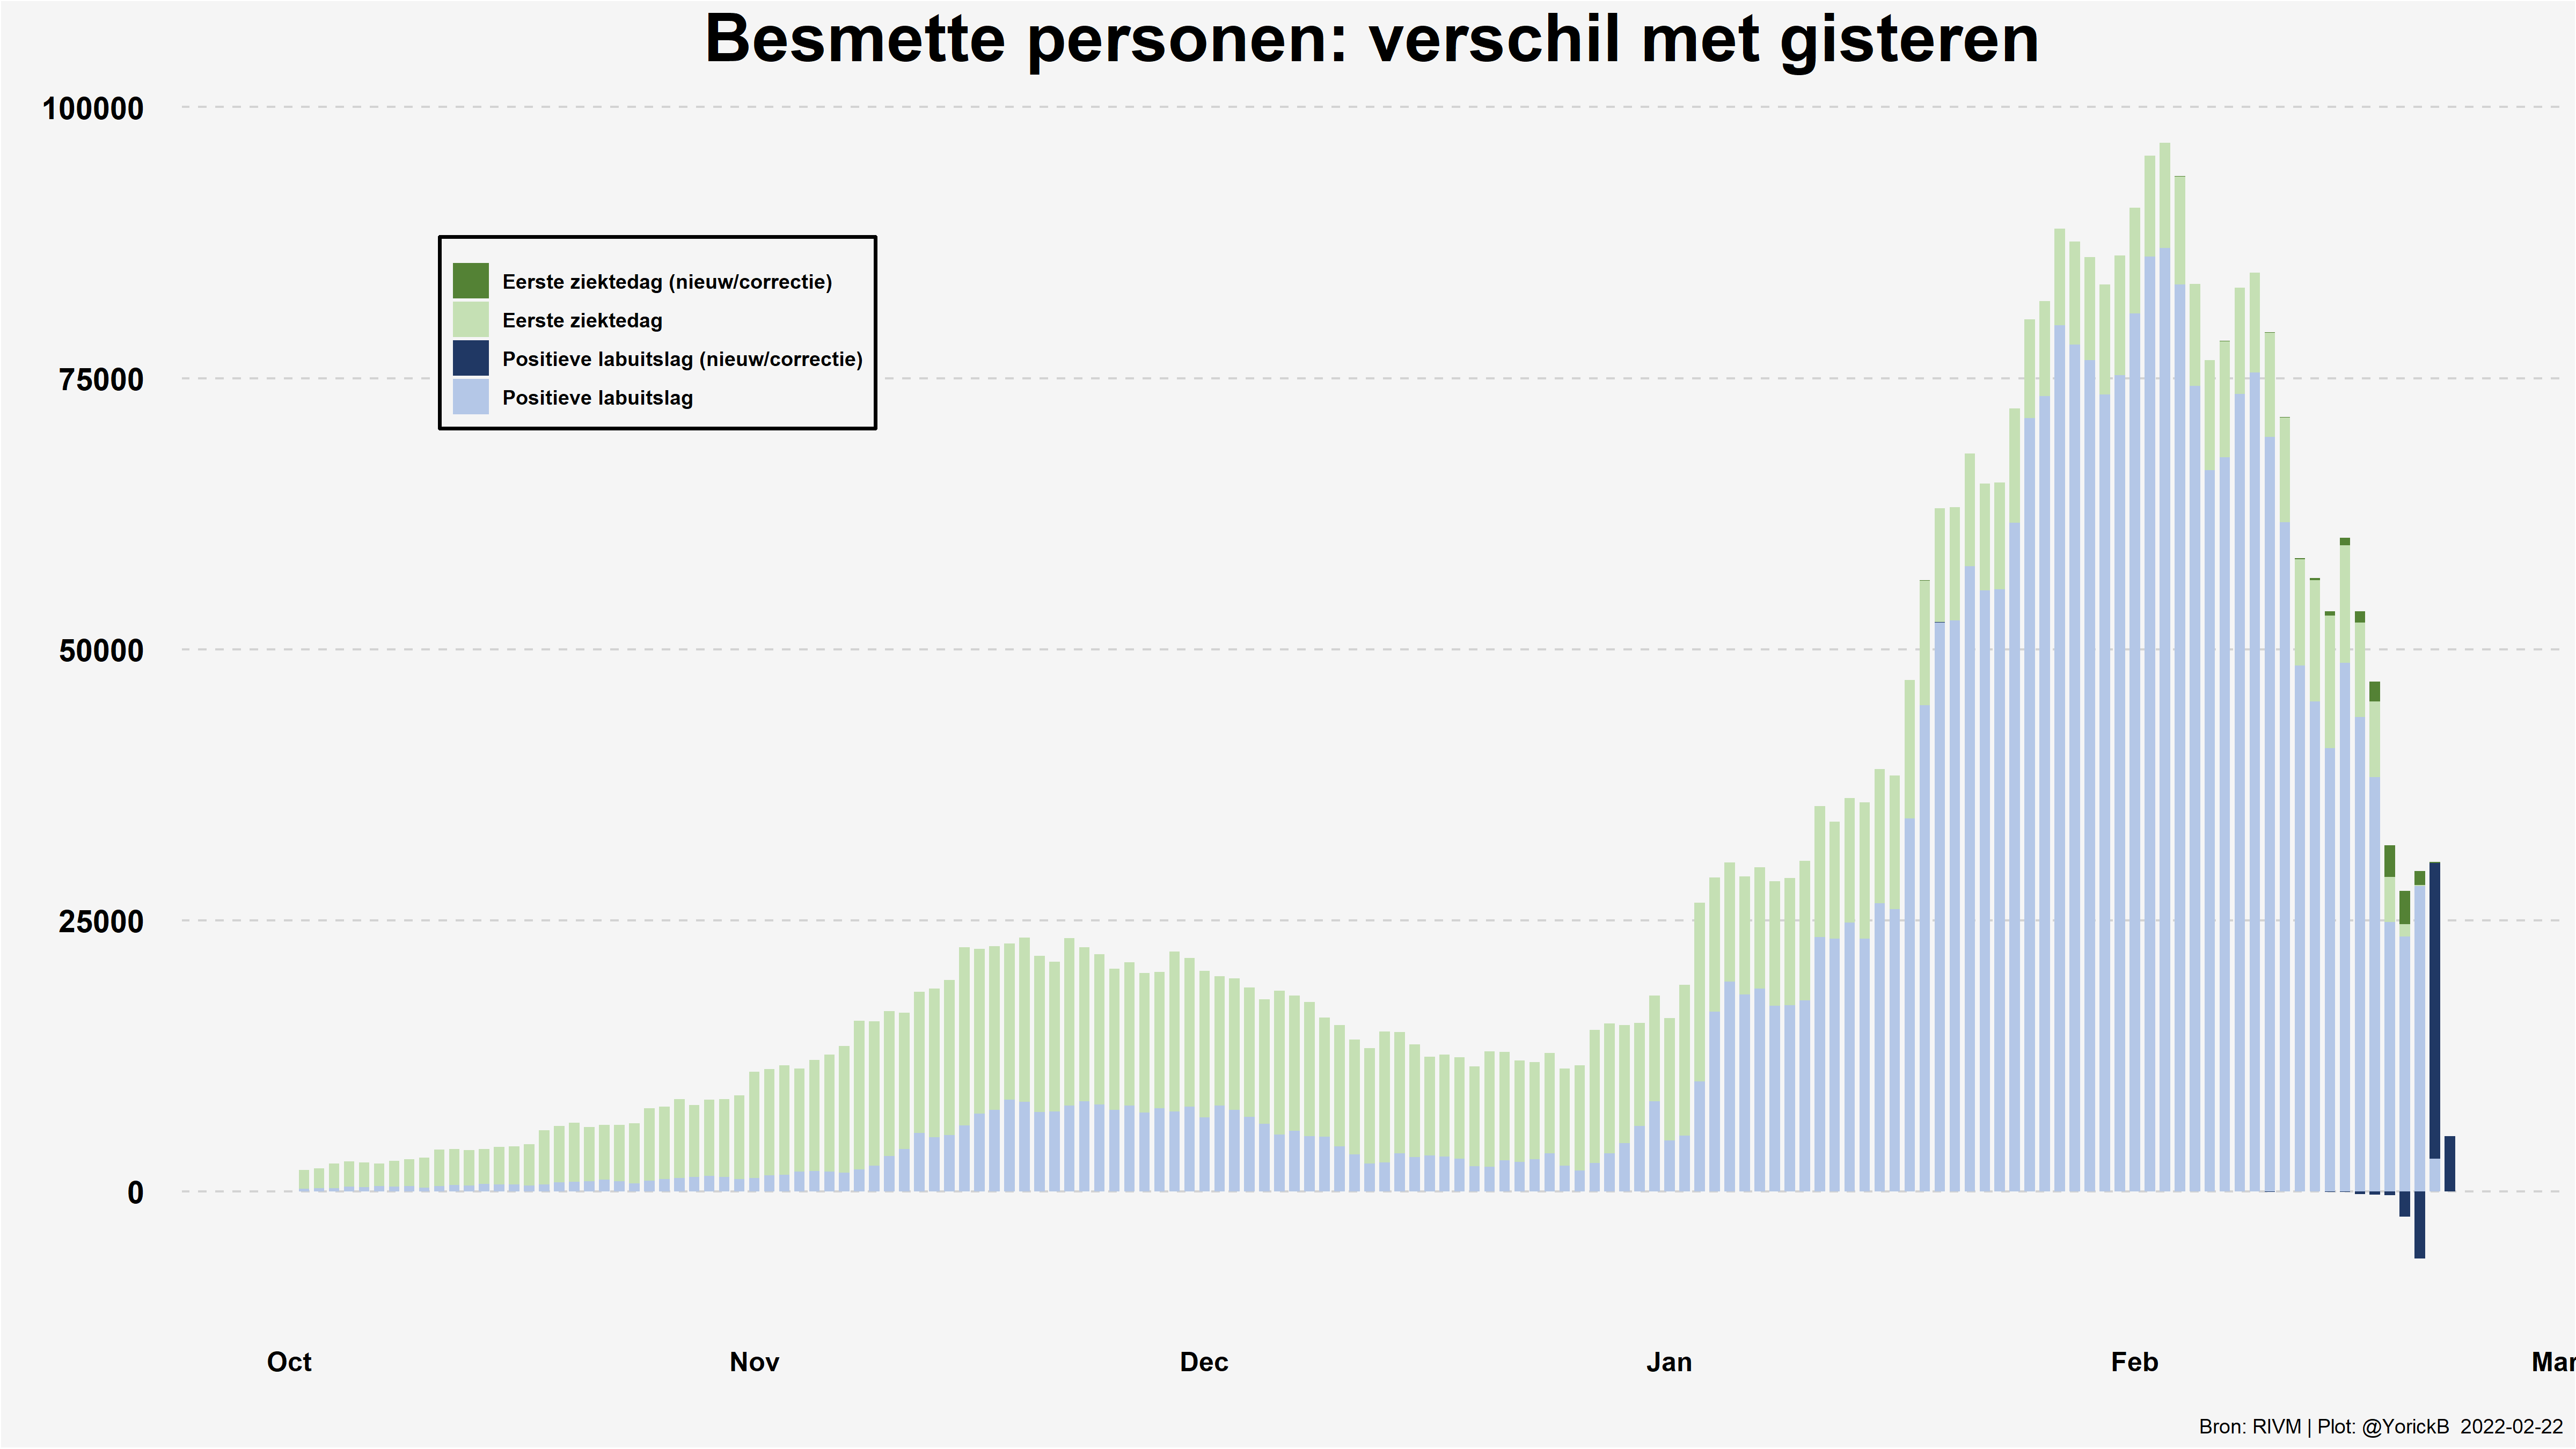 Besmette personen: verschil met gisteren
100000
75000
50000
25000
0
Eerste ziektedag (nieuw/correctie)
Eerste ziektedag
Positieve labuitslag (nieuw/correctie)
Positieve labuitslag
Oct Nov Dec Jan Feb Mar
Bron: RIVM | Plot: @YorickB 2022-02-22